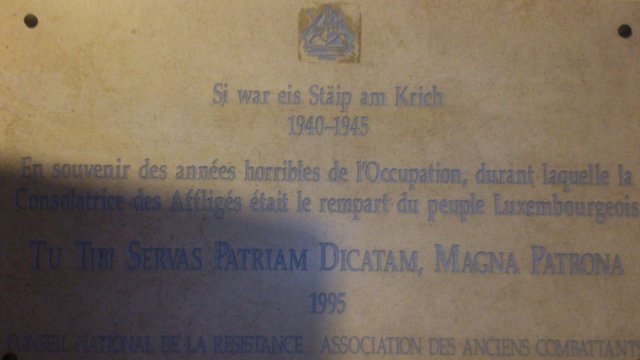 Si war eis Stäip am Krich
1940–1945
En souvenir des années horribles de l'Occupation, durant laquelle la
Consolatrice des Affligés était le rempart du peuple Luxembourgeois
TU TIBI SERVAS PATRIAM DICATAM, MAGNA PATRONA
1995
CONSEIL NATIONAL DE LA RESISTANCE : ASSOCIATION DES ANCIENS